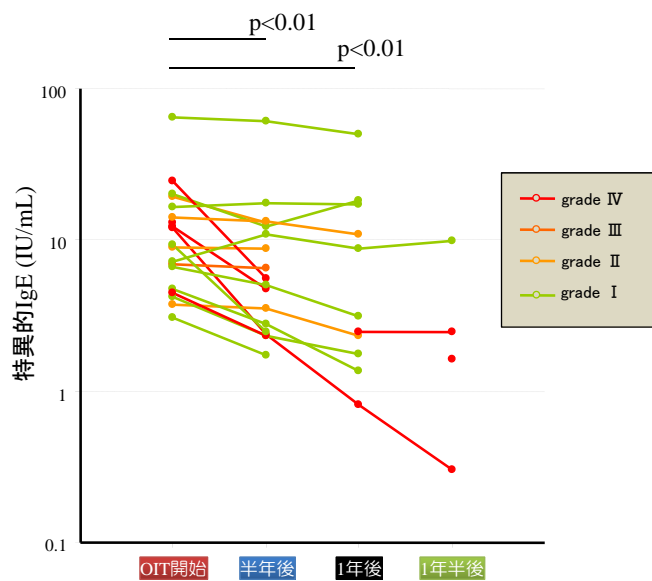 p<0.01
p<0.01
100
10
1
0.1
特異的IgE (IU/mL)
grade Ⅳ
grade Ⅲ
grade Ⅱ
grade Ⅰ
OIT開始
半年後
1年後
1年半後